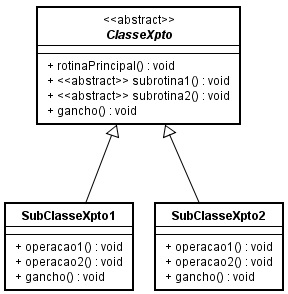 <<abstract>>
ClasseXpto
+ rotinaPrincipal() : void
+ <<abstract>> subrotina1() : void
+ <<abstract>> subrotina2() : void
+ gancho() : void
SubClasseXpto1
+ operacao1() : void
+ operacao2() : void
+ gancho() : void
SubClasseXpto2
+ operacao1() : void
+ operacao2() : void
+ gancho() : void